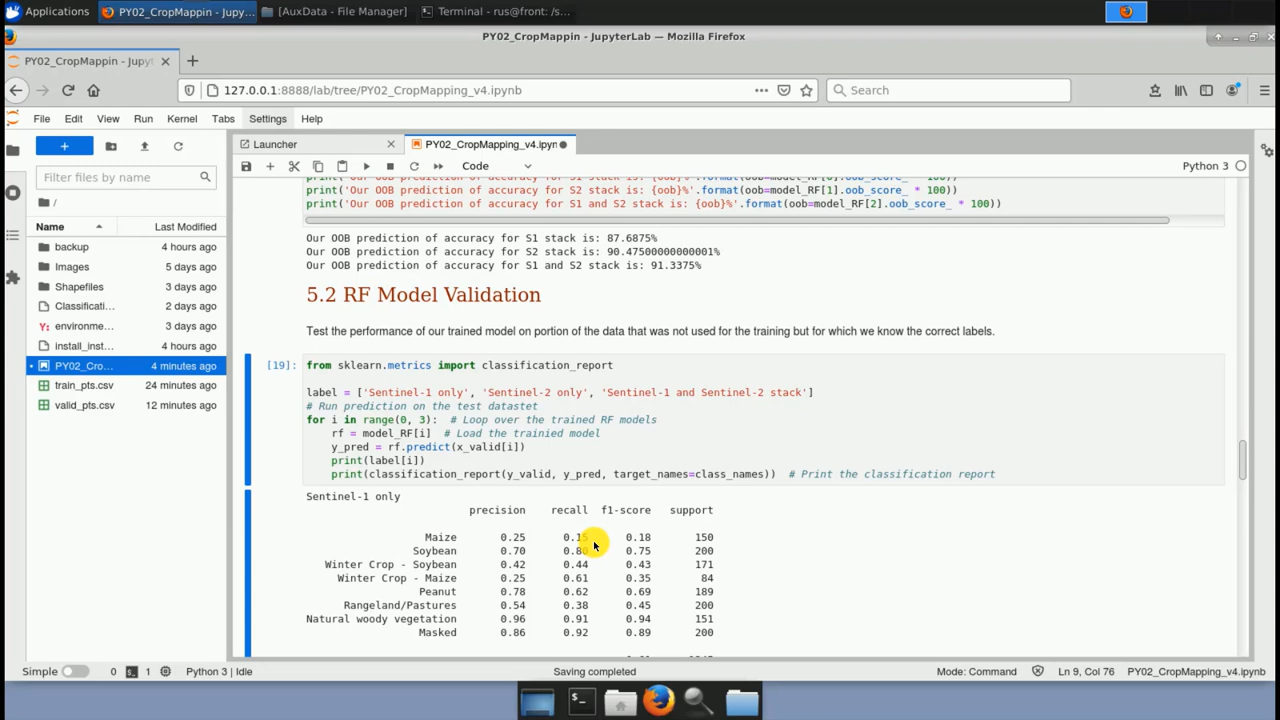 Applications PY02_CropMappin - Jupy... [AuxData - File Manager] Terminal - rus@front: /s...
PY02_CropMappin - JupyterLab — Mozilla Firefox
PY02_CropMappin - Jupyt
127.0.0.1:8888/lab/tree/PY02_CropMapping_v4.ipynb
Search
File Edit View Run Kernel Tabs Settings Help
Launcher
PY02_CropMapping_v4.ipyn
Code
Python 3
Filter files by name
/
Name Last Modified
backup 4 hours ago
Images 5 days ago
Shapefiles 3 days ago
Classificati... 2 days ago
Y: environme... 3 days ago
install_inst... 4 hours ago
PY02_Cro... 4 minutes ago
train_pts.csv 24 minutes ago
valid_pts.csv 12 minutes ago
print('Our OOB prediction of accuracy for S2 stack is: {oob}%'.format(oob=model_RF[1].oob_score_ * 100))
print('Our OOB prediction of accuracy for S1 and S2 stack is: {oob}%'.format(oob=model_RF[2].oob_score_ * 100))
Our OOB prediction of accuracy for S1 stack is: 87.6875%
Our OOB prediction of accuracy for S2 stack is: 90.47500000000001%
Our OOB prediction of accuracy for S1 and S2 stack is: 91.3375%
5.2 RF Model Validation
Test the performance of our trained model on portion of the data that was not used for the training but for which we know the correct labels.
[19]: from sklearn.metrics import classification_report
label = ['Sentinel-1 only', 'Sentinel-2 only', 'Sentinel-1 and Sentinel-2 stack']
# Run prediction on the test datastet
for i in range(0, 3): # Loop over the trained RF models
rf = model_RF[i] # Load the trainied model
y_pred = rf.predict(x_valid[i])
print(label[i])
print(classification_report(y_valid, y_pred, target_names=class_names)) # Print the classification report
Sentinel-1 only
precision recall f1-score support
Maize 0.25 0.15 0.18 150
Soybean 0.70 0.80 0.75 200
Winter Crop - Soybean 0.42 0.44 0.43 171
Winter Crop - Maize 0.25 0.61 0.35 84
Peanut 0.78 0.62 0.69 189
Rangeland/Pastures 0.54 0.38 0.45 200
Natural woody vegetation 0.96 0.91 0.94 151
Masked 0.86 0.92 0.89 200
Simple 0 1 Python 3 | Idle Saving completed Mode: Command Ln 9, Col 76 PY02_CropMapping_v4.ipynb